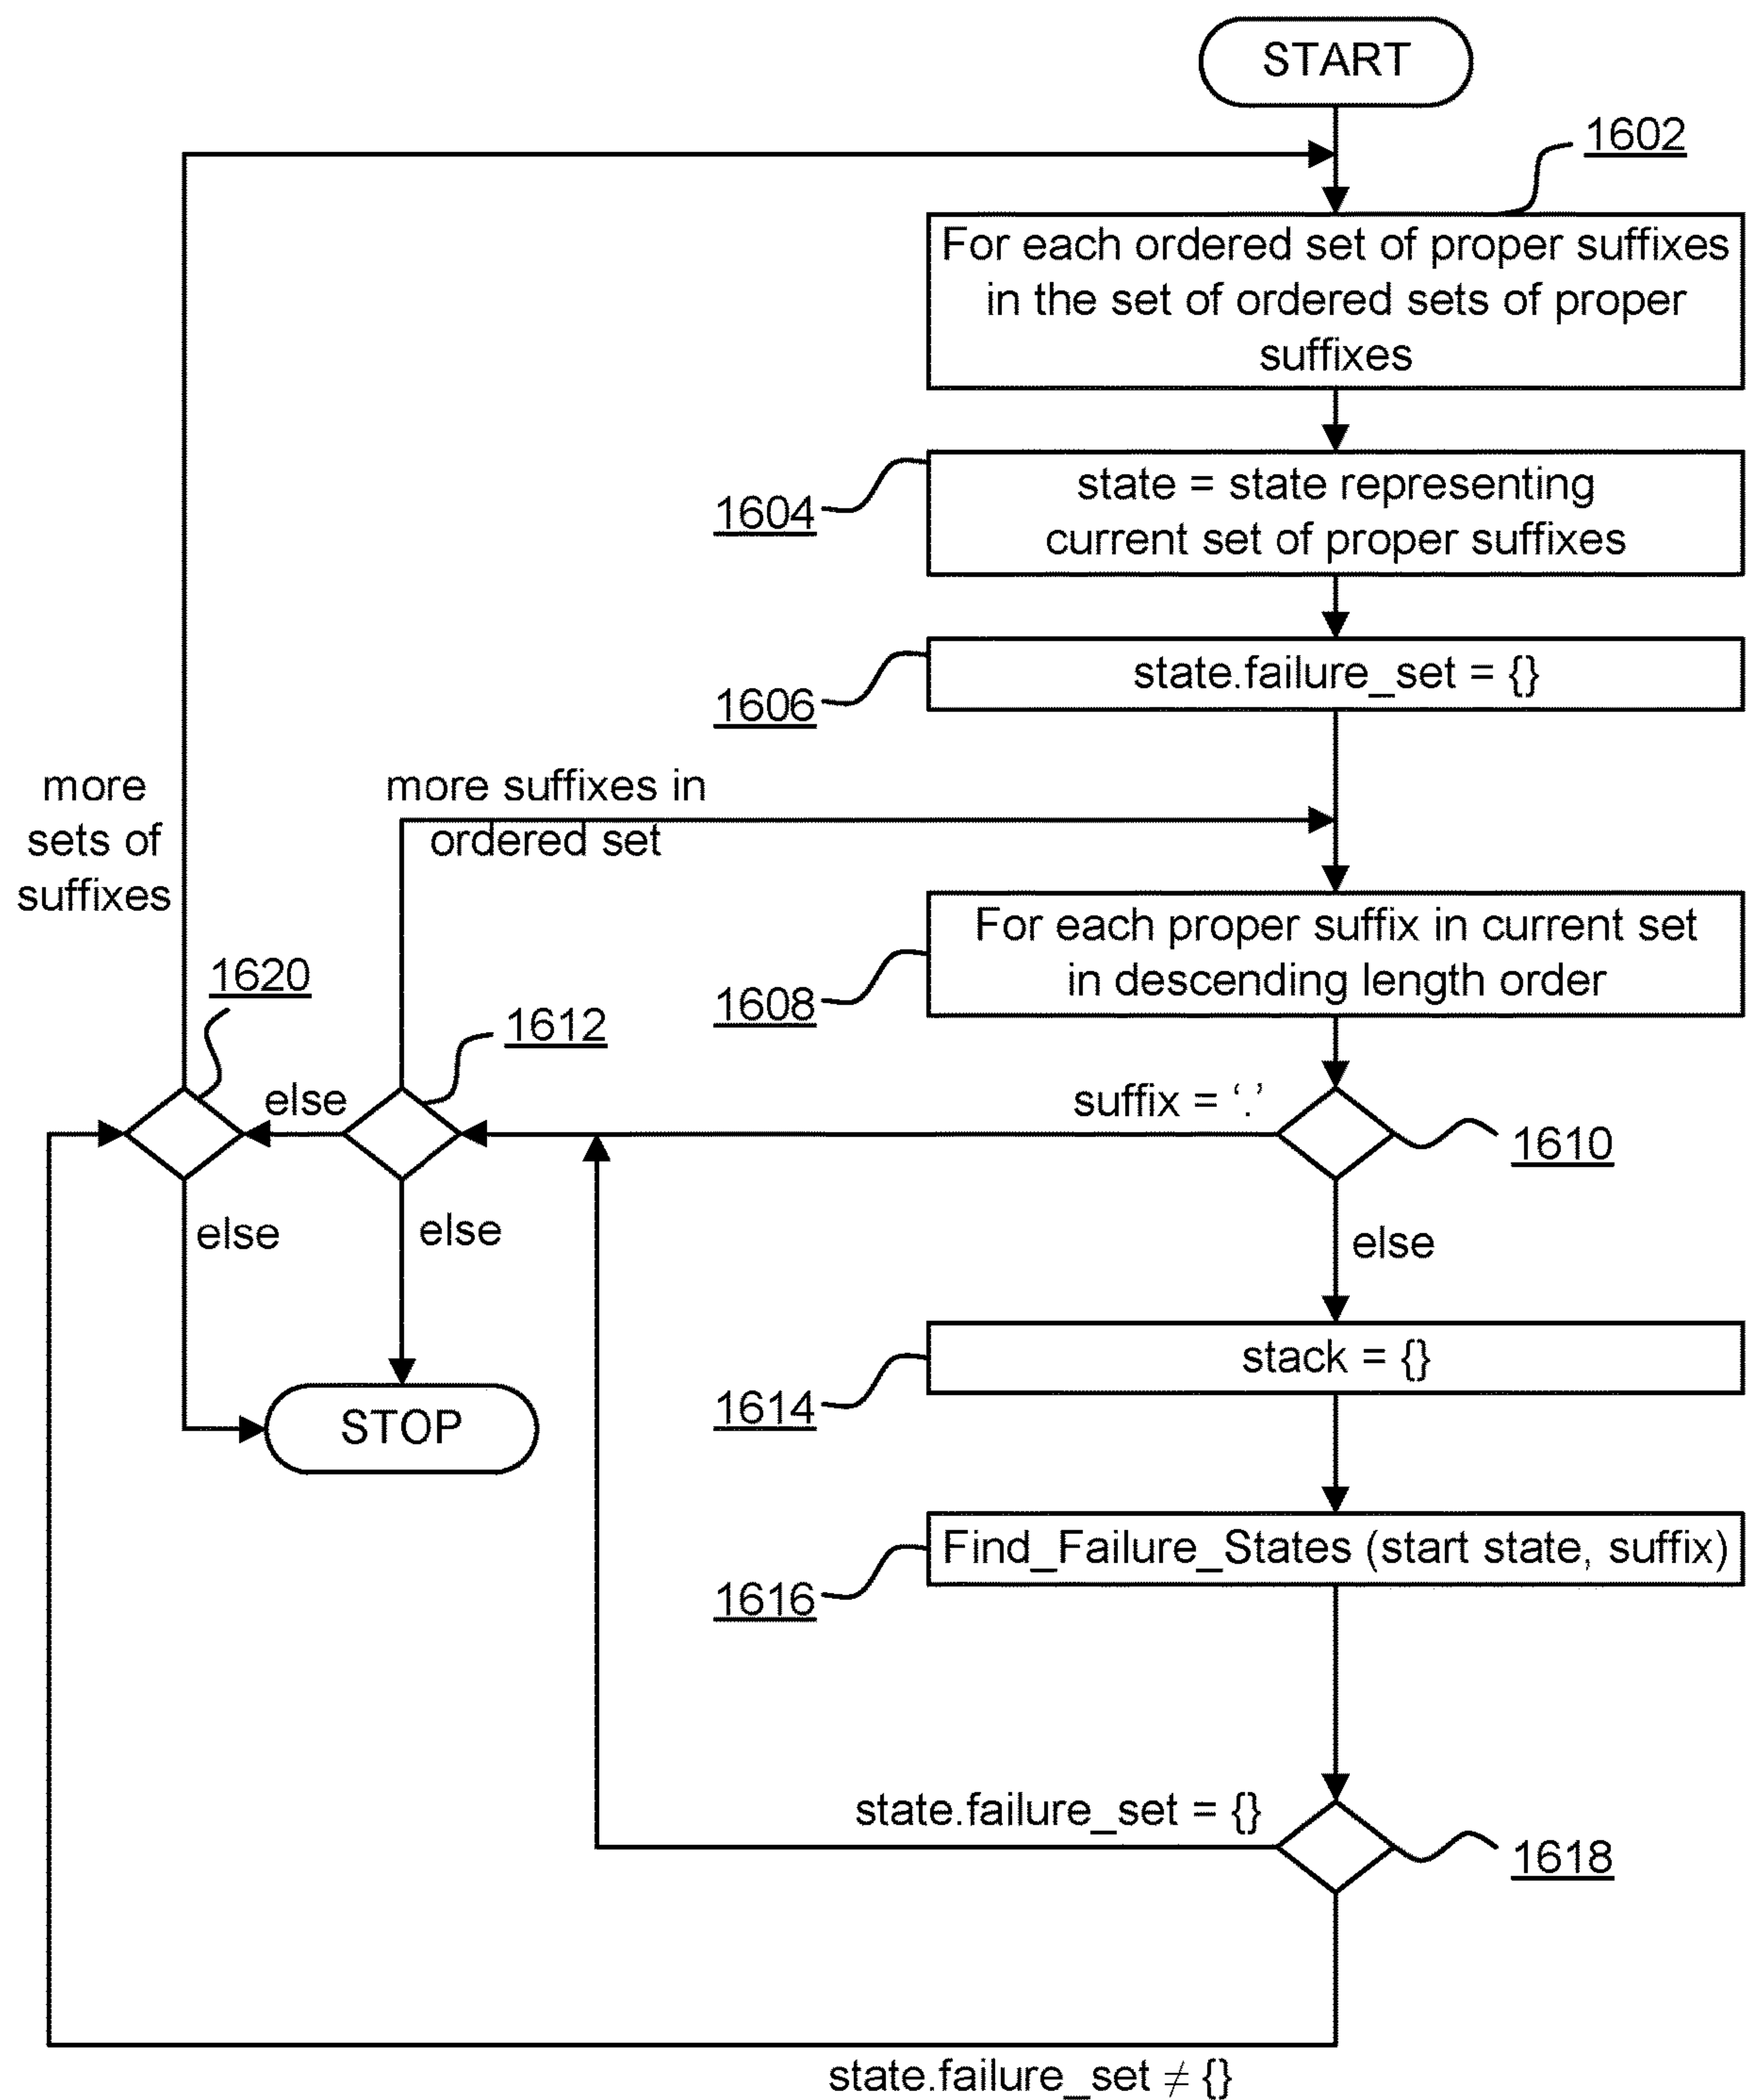 START
1602
For each ordered set of proper suffixes
in the set of ordered sets of proper
suffixes
1604
state = state representing
current set of proper suffixes
1606
state.failure_set = {}
more
sets of
suffixes
more suffixes in
ordered set
For each proper suffix in current set
in descending length order
1608
1620
1612
else
suffix = ‘.’
1610
else
else
else
stack = {}
1614
STOP
Find_Failure_States (start state, suffix)
1616
state.failure_set = {}
1618
state.failure_set ≠ {}